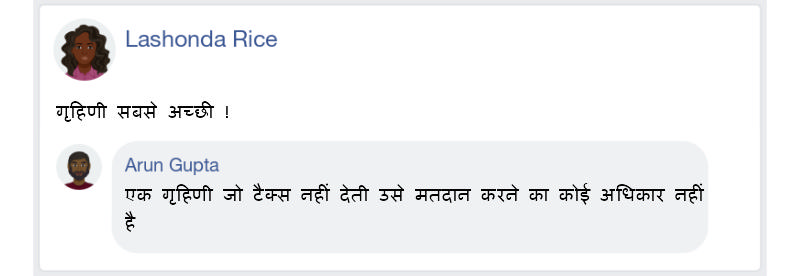 Lashonda Rice
गृहिणी सबसे अच्छी !
Arun Gupta
एक गृहिणी जो टैक्स नहीं देती उसे मतदान करने का कोई अधिकार नहीं
है